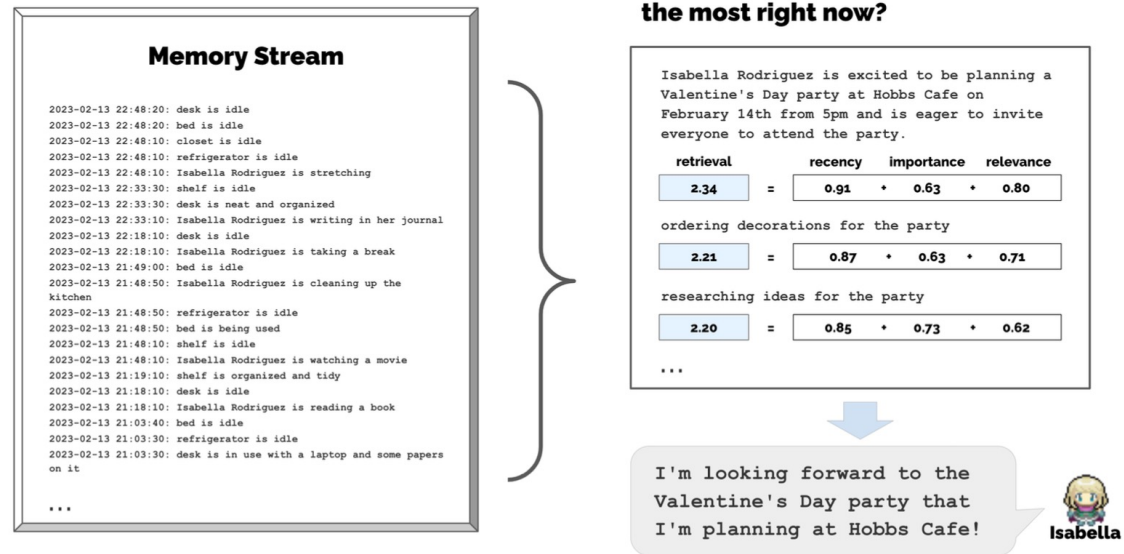 Memory Stream
2023-02-13 22:48:20: desk is idle
2023-02-13 22:48:20: bed is idle
2023-02-13 22:48:10: closet is idle
2023-02-13 22:48:10: refrigerator is idle
2023-02-13 22:48:10: Isabella Rodriguez is stretching
2023-02-13 22:33:30: shelf is idle
2023-02-13 22:33:30: desk is neat and organized
2023-02-13 22:33:10: Isabella Rodriguez is writing in her journal
2023-02-13 22:18:10: desk is idle
2023-02-13 22:18:10: Isabella Rodriguez is taking a break
2023-02-13 21:49:00: bed is idle
2023-02-13 21:48:50: Isabella Rodriguez is cleaning up the
kitchen
2023-02-13 21:48:50: refrigerator is idle
2023-02-13 21:48:50: bed is being used
2023-02-13 21:48:10: shelf is idle
2023-02-13 21:48:10: Isabella Rodriguez is watching a movie
2023-02-13 21:19:10: shelf is organized and tidy
2023-02-13 21:18:10: desk is idle
2023-02-13 21:18:10: Isabella Rodriguez is reading a book
2023-02-13 21:03:40: bed is idle
2023-02-13 21:03:30: refrigerator is idle
2023-02-13 21:03:30: desk is in use with a laptop and some papers
on it
...
the most right now?
Isabella Rodriguez is excited to be planning a
Valentine's Day party at Hobbs Cafe on
February 14th from 5pm and is eager to invite
everyone to attend the party.
retrieval recency importance relevance
2.34 = 0.91 + 0.63 + 0.80
ordering decorations for the party
2.21 = 0.87 + 0.63 + 0.71
researching ideas for the party
2.20 = 0.85 + 0.73 + 0.62
...
I'm looking forward to the
Valentine's Day party that
I'm planning at Hobbs Cafe!
Isabella